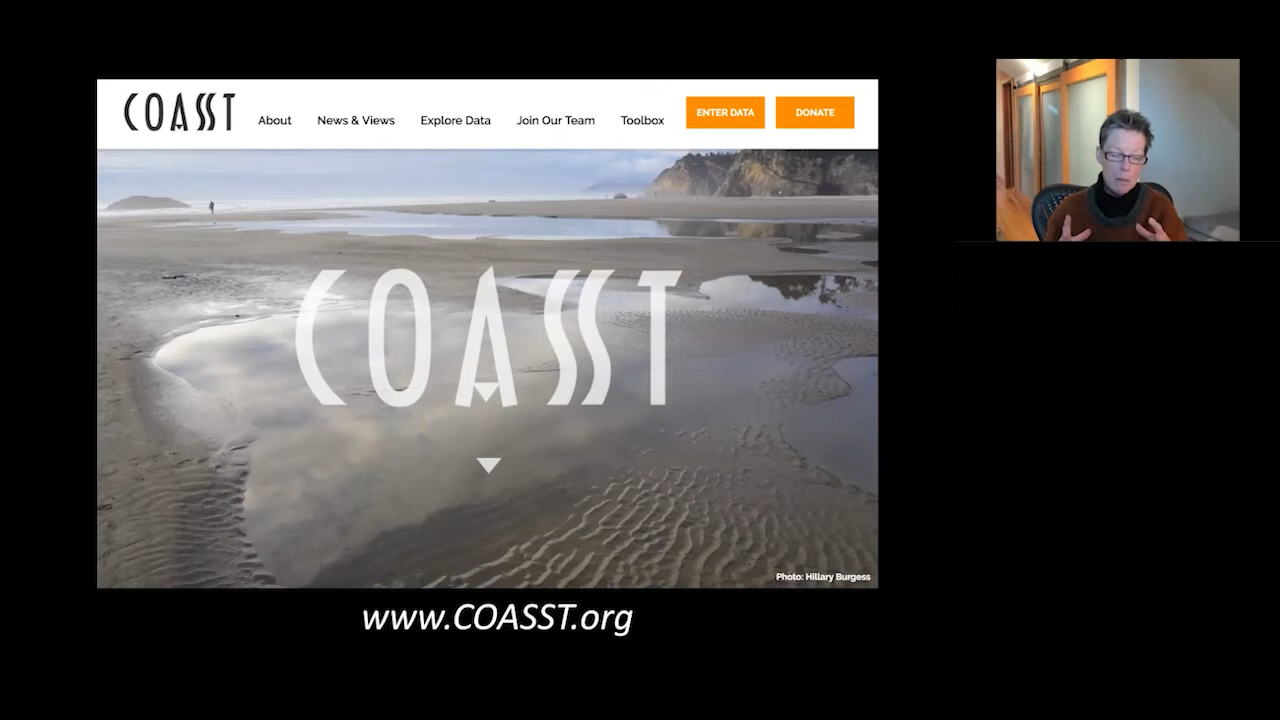 COASST
About
News & Views
Explore Data
Join Our Team
Toolbox
ENTER DATA
DONATE
COASST
Photo: Hillary Burgess
www.COASST.org